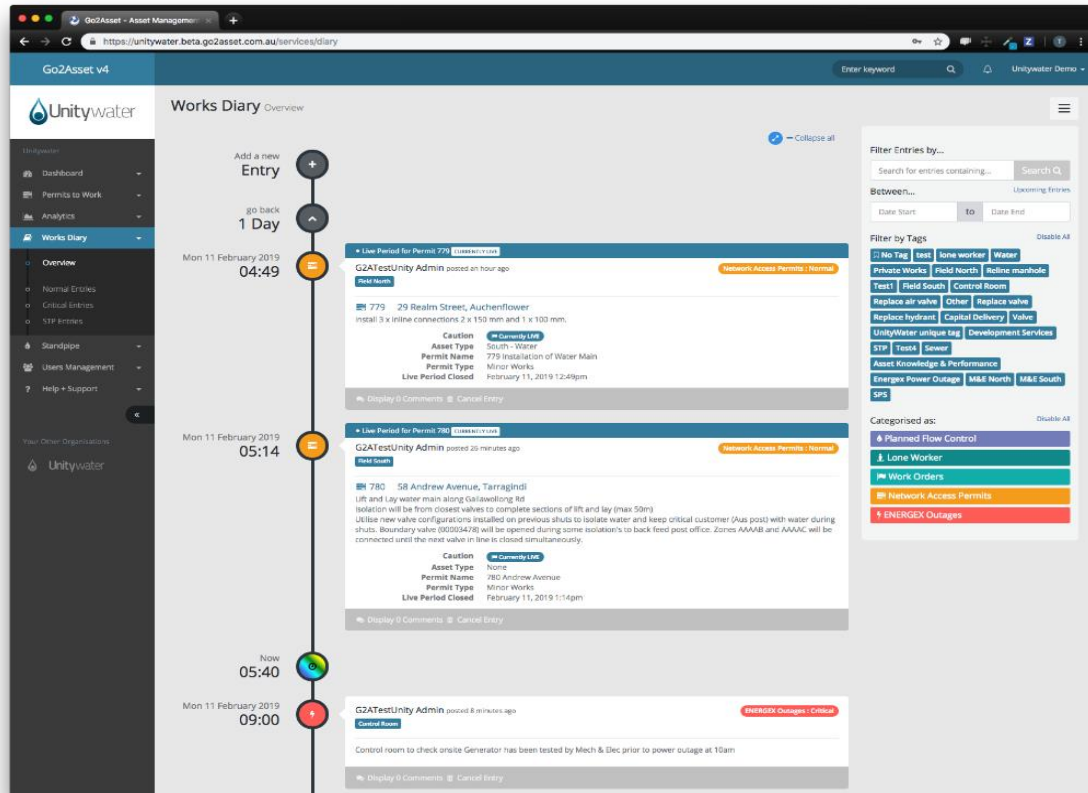 Go2Asset - Asset Managemen
https://unitywater.beta.go2asset.com.au/services/diary
Go2Asset v4
Enter keyword
Unitywater Demo
Unitywater
Works Diary Overview
Unitywater
Dashboard
Permits to Work
Analytics
Works Diary
Overview
Normal Entries
Critical Entries
STP Entries
Standpipe
Users Management
? Help + Support
«
Your Other Organisations
Unitywater
Collapse all
Add a new
Entry
go back
1 Day
Mon 11 February 2019
04:49
Live Period for Permit 779 CURRENTLY LIVE
G2ATestUnity Admin posted an hour ago
Network Access Permits : Normal
Field North
779 29 Realm Street, Auchenflower
Install 3 x inline connections 2 x 150 mm and 1 x 100 mm.
Caution Currently LIVE
Asset Type South - Water
Permit Name 779 Installation of Water Main
Permit Type Minor Works
Live Period Closed February 11, 2019 12:49pm
Display 0 Comments Cancel Entry
Mon 11 February 2019
05:14
Live Period for Permit 780 CURRENTLY LIVE
G2ATestUnity Admin posted 26 minutes ago
Network Access Permits : Normal
Field South
780 58 Andrew Avenue, Tarragindi
Lift and Lay water main along Gallawollong Rd
Isolation will be from closest valves to complete sections of lift and lay (max 50m)
Utilise new valve configurations installed on previous shuts to isolate water and keep critical customer (Aus post) with water during
shuts. Boundary valve (00003478) will be opened during some isolation's to back feed post office. Zones AAAAB and AAAAC will be
connected until the next valve in line is closed simultaneously.
Caution Currently LIVE
Asset Type None
Permit Name 780 Andrew Avenue
Permit Type Minor Works
Live Period Closed February 11, 2019 1:14pm
Display 0 Comments Cancel Entry
Now
05:40
Mon 11 February 2019
09:00
G2ATestUnity Admin posted 8 minutes ago
ENERGEX Outages : Critical
Control Room
Control room to check onsite Generator has been tested by Mech & Elec prior to power outage at 10am
Display 0 Comments Cancel Entry
Filter Entries by...
Search for entries containing... Search
Between... Upcoming Entries
Date Start to Date End
Filter by Tags Disable All
No Tag test lone worker Water
Private Works Field North Reline manhole
Test1 Field South Control Room
Replace air valve Other Replace valve
Replace hydrant Capital Delivery Valve
UnityWater unique tag Development Services
STP Test4 Sewer
Asset Knowledge & Performance
Energex Power Outage M&E North M&E South
SPS
Categorised as: Disable All
Planned Flow Control
Lone Worker
Work Orders
Network Access Permits
ENERGEX Outages